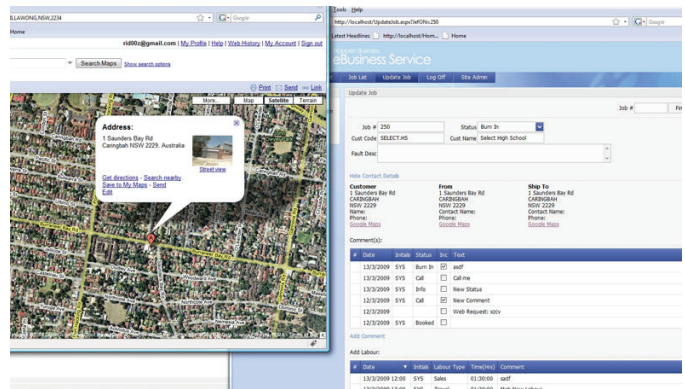 ILLAWONG,NSW,2234
Google
Home
rid00z@gmail.com | My Profile | Help | Web History | My Account | Sign out
Search Maps Show search options
Print Send Link
More... Map Satellite Terrain
Address:
1 Saunders Bay Rd
Caringbah NSW 2229, Australia
Street view
Get directions - Search nearby
Save to My Maps - Send
Edit
Tools Help
Google
Latest Headlines http://localhost/Hom... Home
eBusiness Service
Job List Update Job Log Off Site Admin
Update Job
Job #
Job # 250 Status Burn In
Cust Code SELECT.HS Cust Name Select High School
Fault Desc
Hide Contact Details
Customer From Ship To
1 Saunders Bay Rd 1 Saunders Bay Rd 1 Saunders Bay Rd
CARINGBAH CARINGBAH CARINGBAH
NSW 2229 NSW 2229 NSW 2229
Name: Contact Name: Contact Name:
Phone: Phone: Phone:
Google Maps Google Maps Google Maps
Comment(s):
# Date Initials Status Inc Text
13/3/2009 SYS Burn In asdf
13/3/2009 SYS Call Call me
13/3/2009 SYS Info New Status
12/3/2009 SYS Call New Comment
12/3/2009 Web Request: xzcv
12/3/2009 SYS Booked
Add Comment
Add Labour:
# Date Initials Labour Type Time(Hrs) Comment
13/3/2009 12:00 SYS Sales 01:30:00 sadf